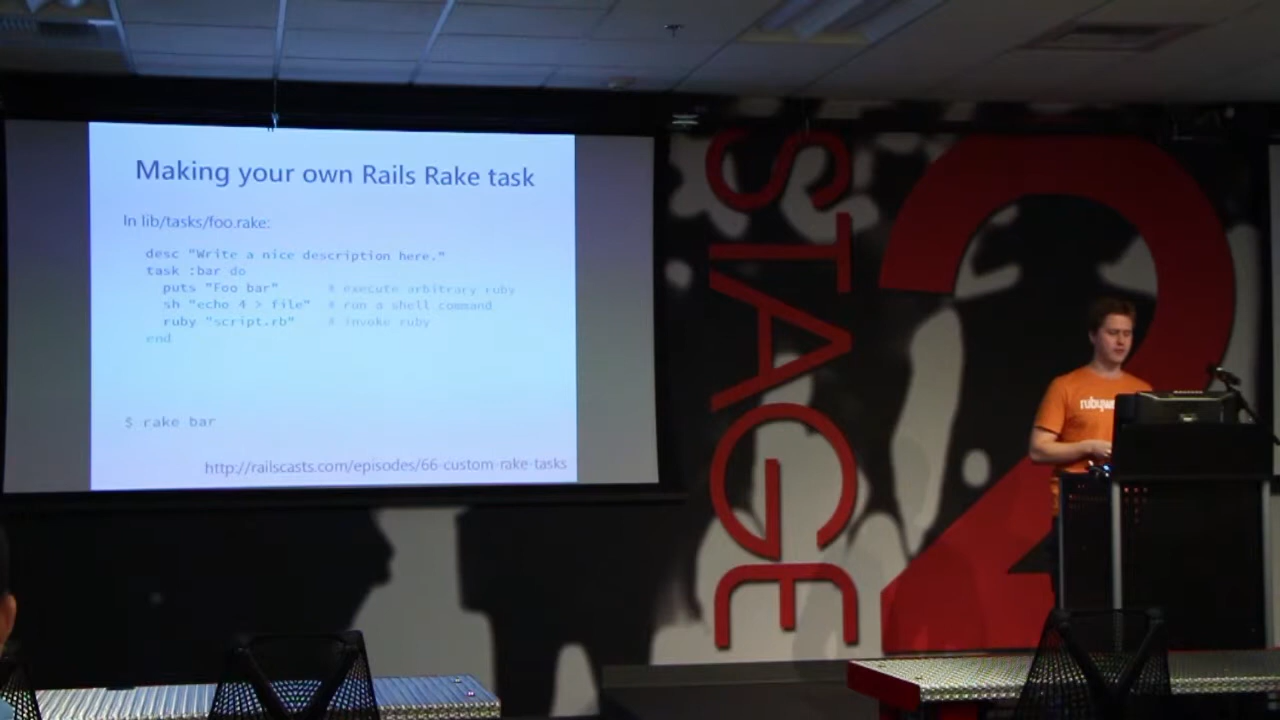 Making your own Rails Rake task
In lib/tasks/foo.rake:
desc "Write a nice description here."
task :bar do
puts "Foo bar" # execute arbitrary ruby
sh "echo 4 > file" # run a shell command
ruby "script.rb" # invoke ruby
end
$ rake bar
http://railscasts.com/episodes/66-custom-rake-tasks
STAGE
2